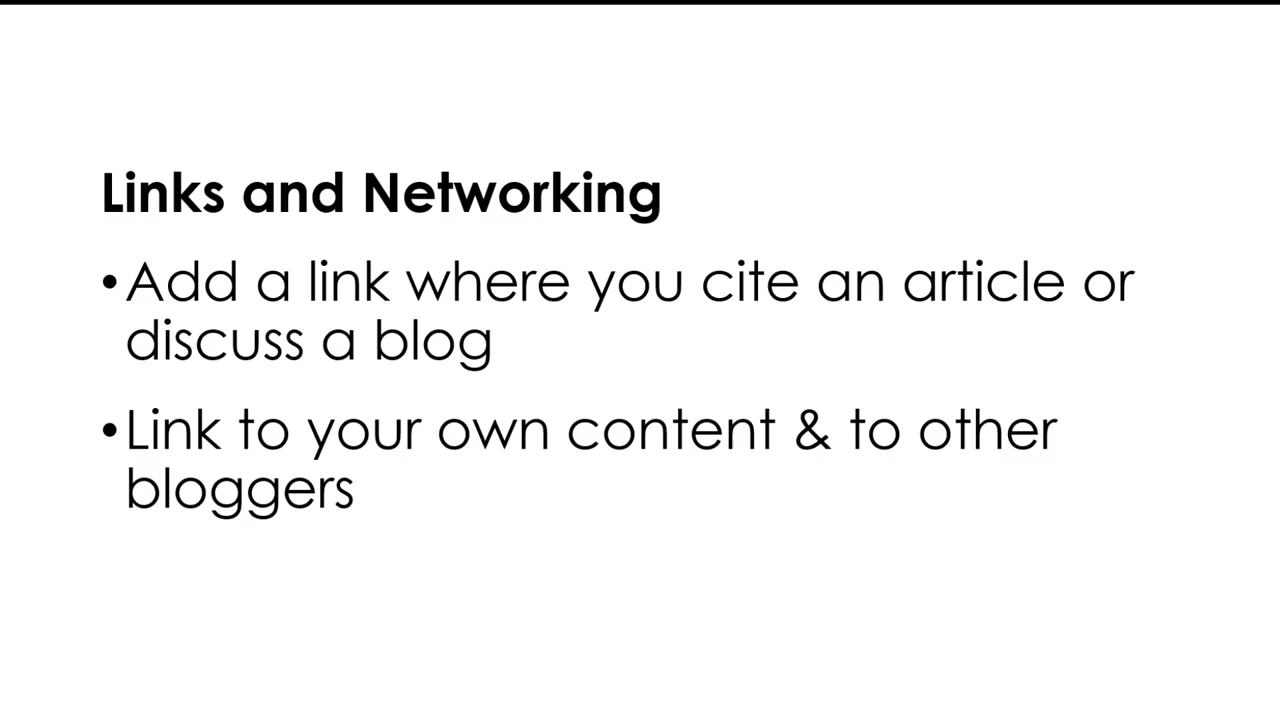 Links and Networking
•Add a link where you cite an article or
discuss a blog
•Link to your own content & to other
bloggers